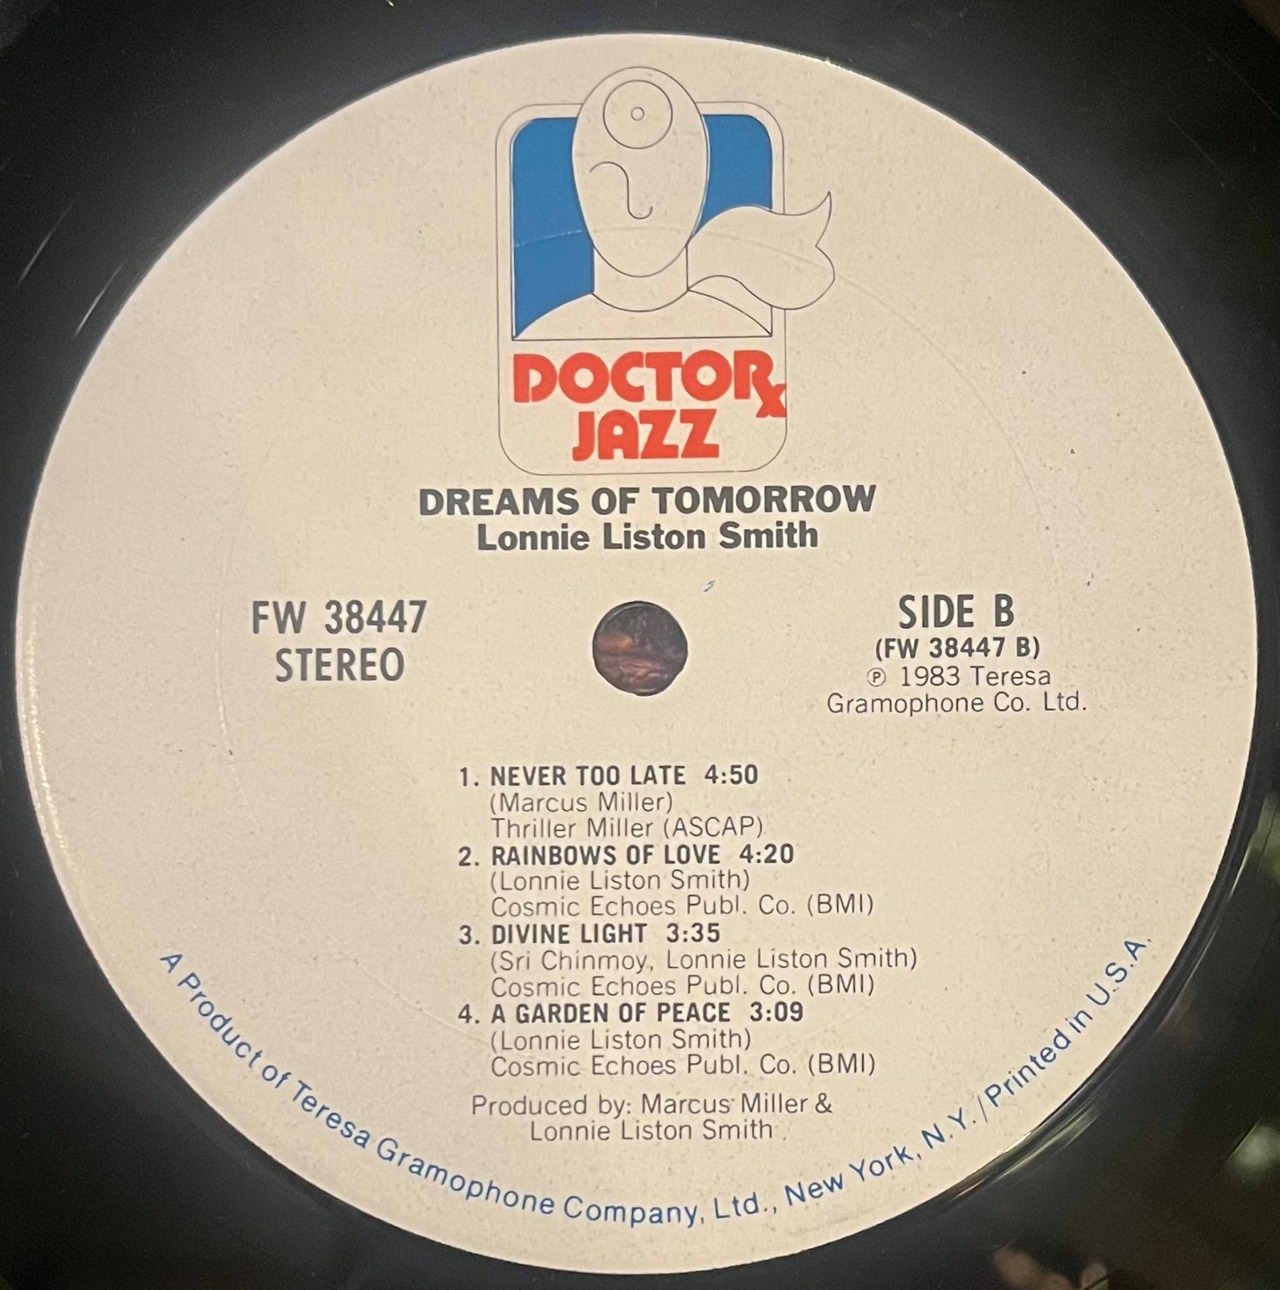 DOCTORx
JAZZ
DREAMS OF TOMORROW
Lonnie Liston Smith
FW 38447
STEREO
SIDE B
(FW 38447 B)
℗ 1983 Teresa
Gramophone Co. Ltd.
1. NEVER TOO LATE 4:50
(Marcus Miller)
Thriller Miller (ASCAP)
2. RAINBOWS OF LOVE 4:20
(Lonnie Liston Smith)
Cosmic Echoes Publ. Co. (BMI)
3. DIVINE LIGHT 3:35
(Sri Chinmoy, Lonnie Liston Smith)
Cosmic Echoes Publ. Co. (BMI)
4. A GARDEN OF PEACE 3:09
(Lonnie Liston Smith)
Cosmic Echoes Publ. Co. (BMI)
Produced by: Marcus Miller &
Lonnie Liston Smith
A Product of Teresa Gramophone Company, Ltd., New York, N.Y./Printed in U.S.A.